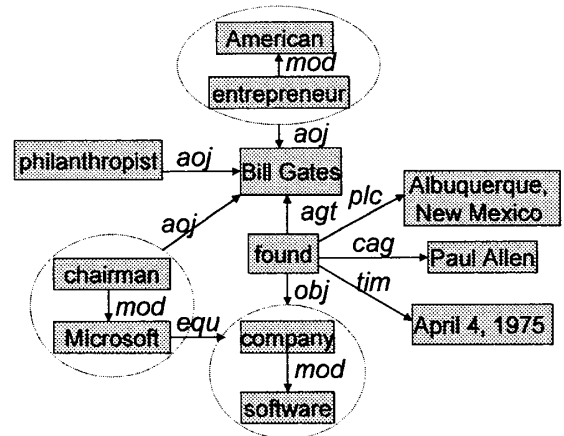 American
mod
entrepreneur
aoj
philanthropist
aoj
Bill Gates
aoj
agt
plc
Albuquerque,
New Mexico
found
cag
Paul Allen
chairman
mod
obj
tim
Microsoft
equ
company
April 4, 1975
mod
software